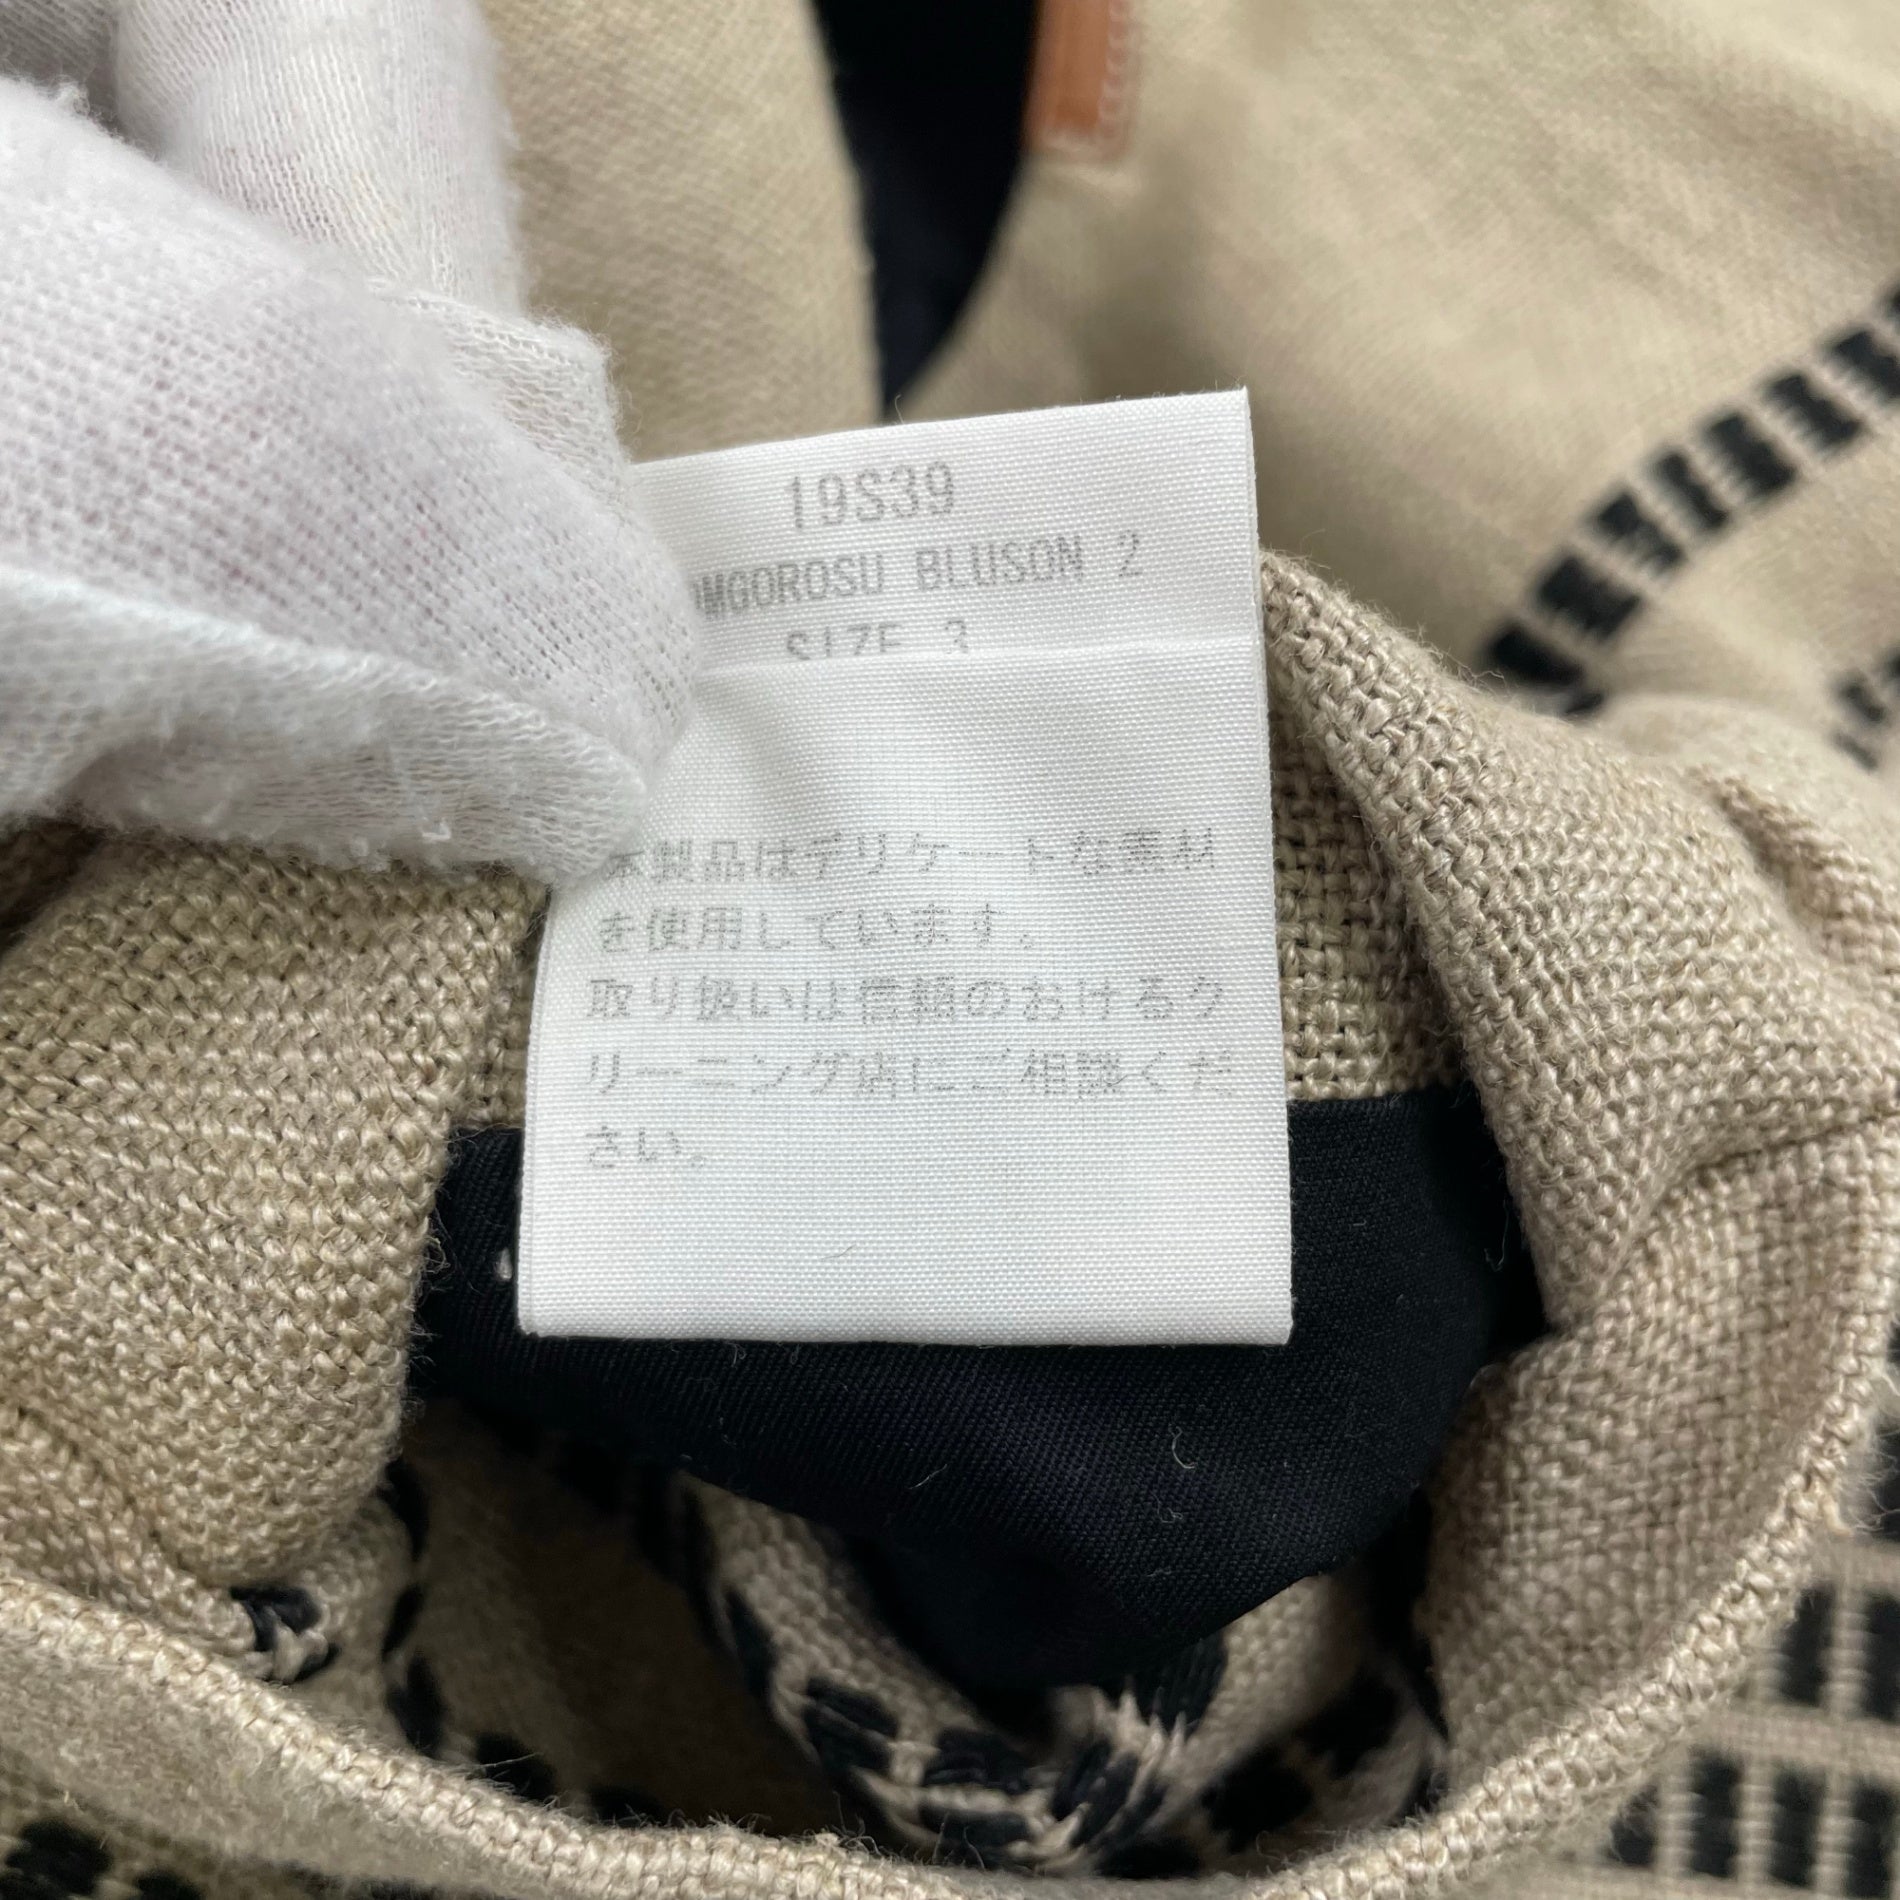 19S39
BLUSON 2
SIZE 3
製品はデリケートな素材
を使用しています。
取り扱いは信頼のおけるク
リーニング店にご相談くだ
さい。